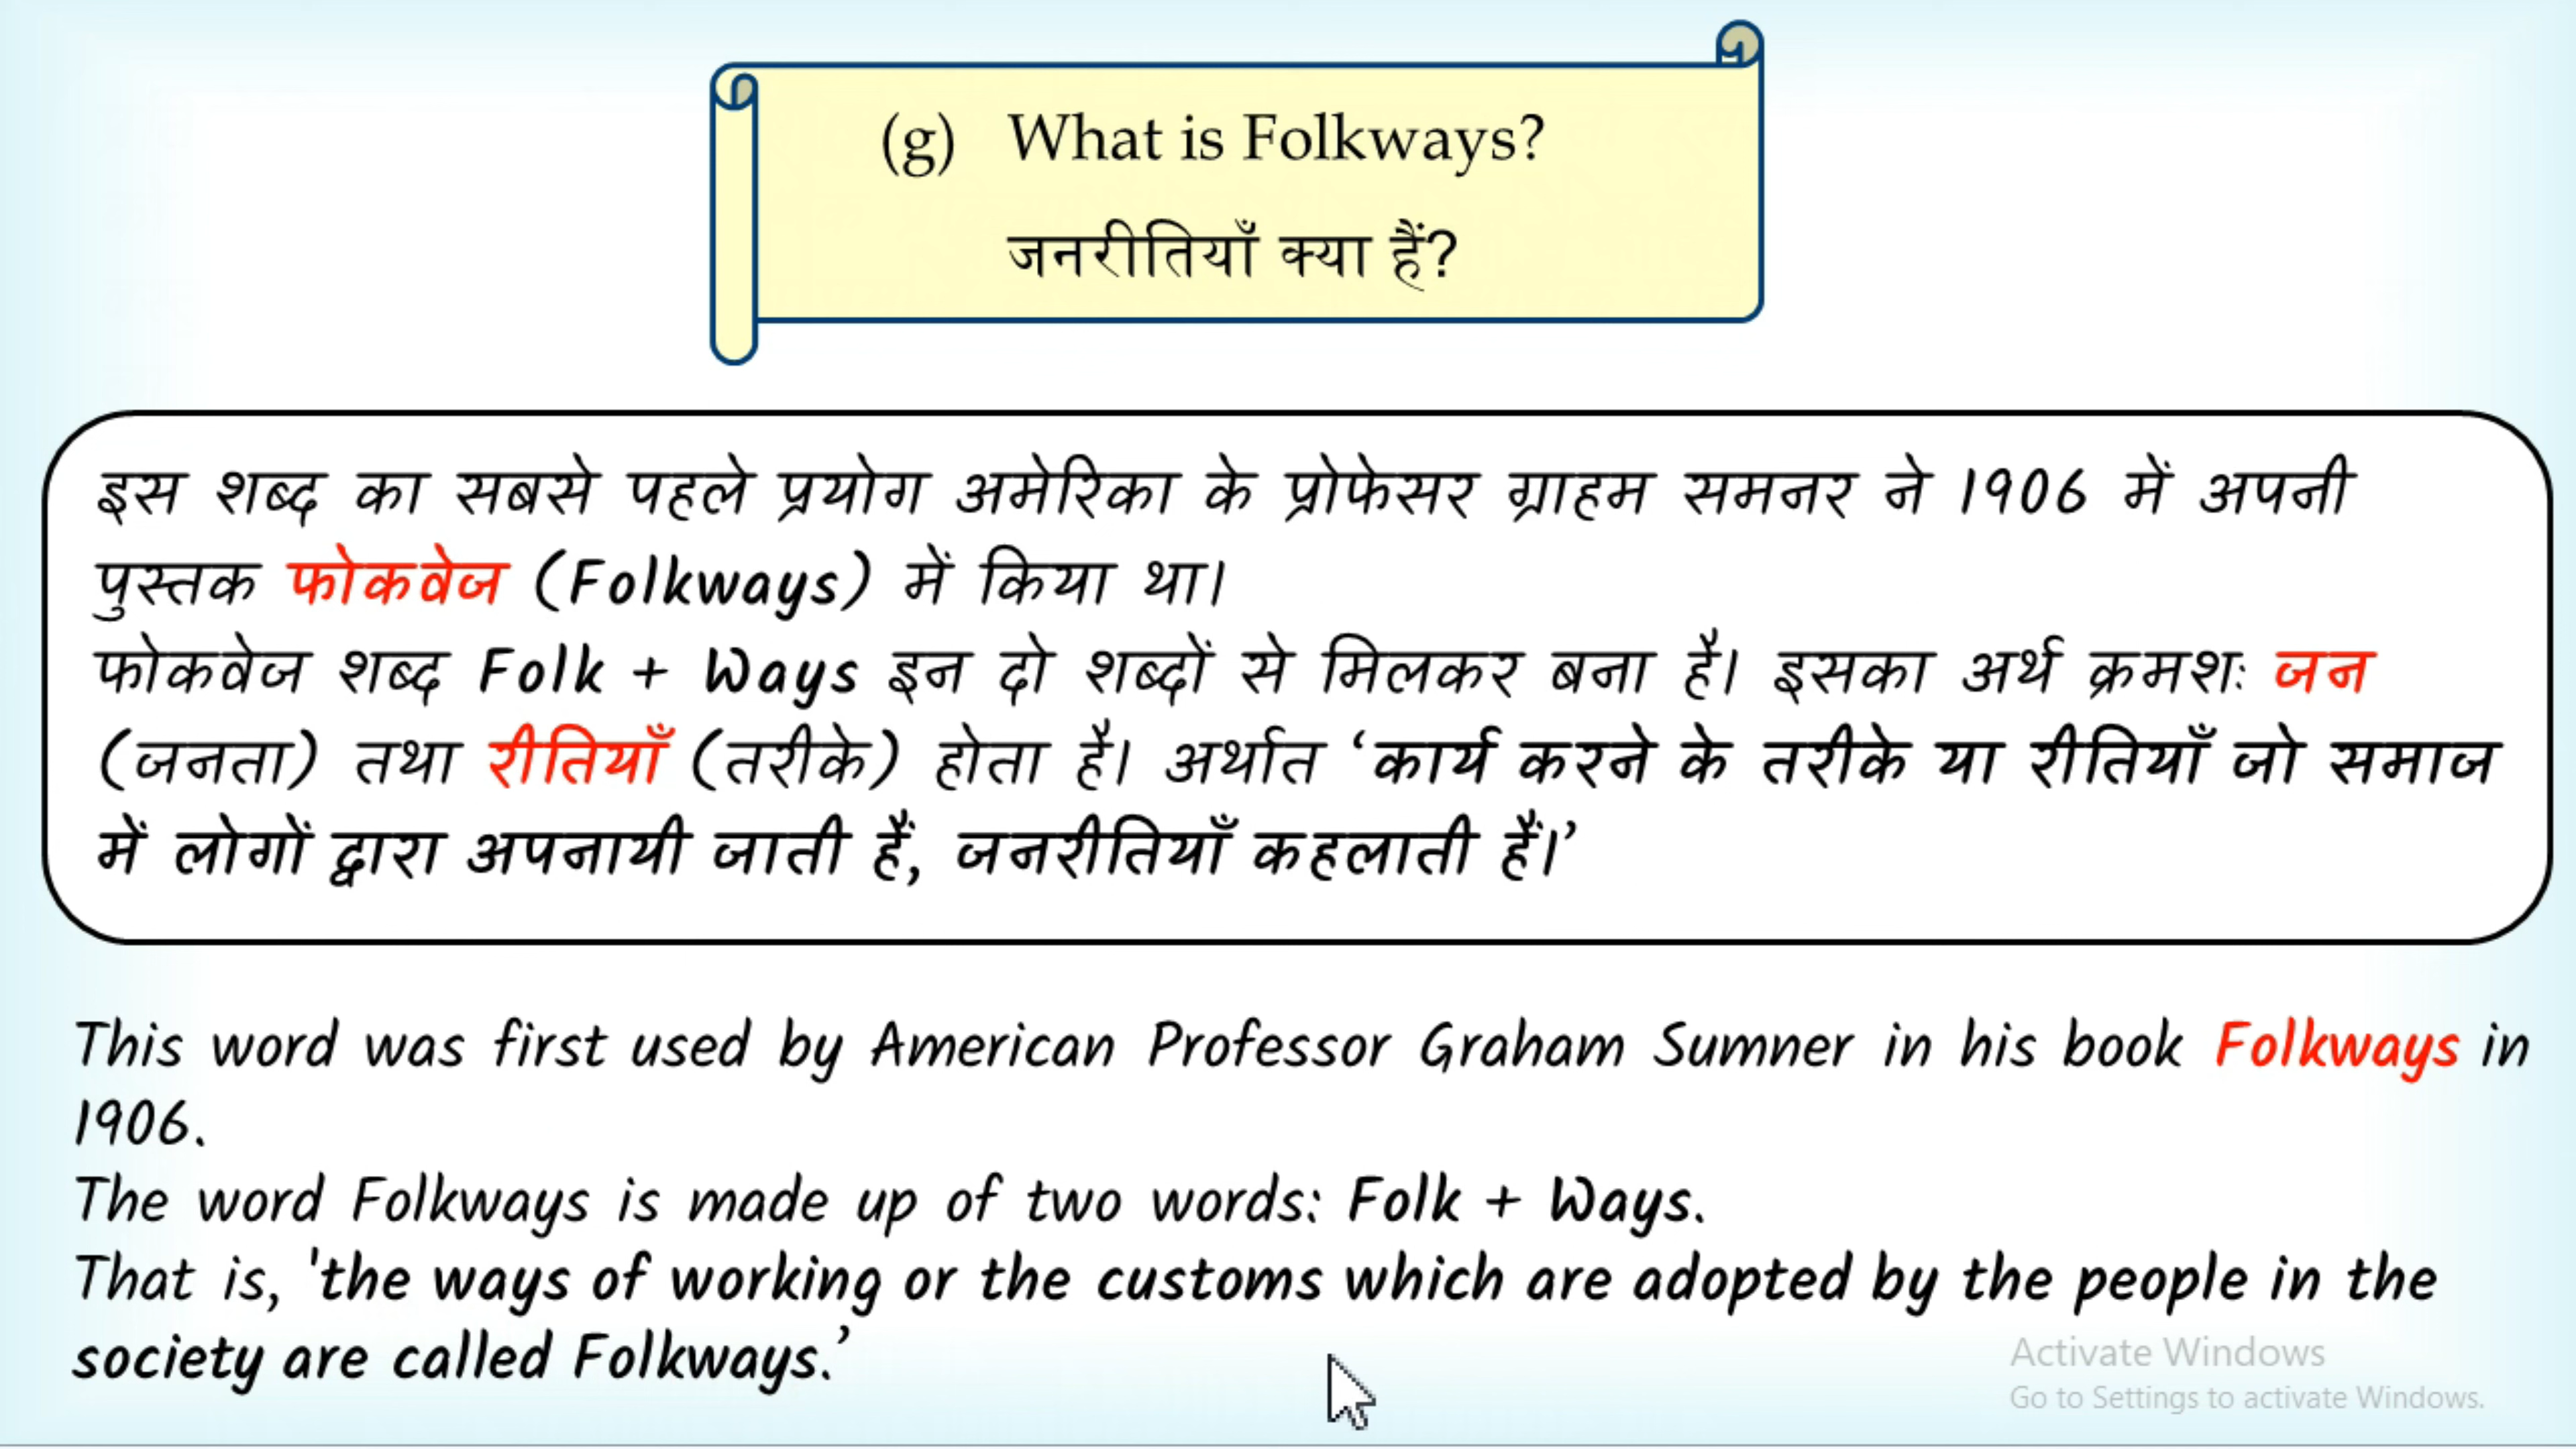 (g) What is Folkways?
जनरीतियाँ क्या हैं?
इस शब्द का सबसे पहले प्रयोग अमेरिका के प्रोफेसर ग्राहम समनर ने 1906 में अपनी
पुस्तक फोकवेज (Folkways) में किया था।
फोकवेज शब्द Folk + Ways इन दो शब्दों से मिलकर बना है। इसका अर्थ क्रमशः जन
(जनता) तथा रीतियाँ (तरीके) होता है। अर्थात ‘कार्य करने के तरीके या रीतियाँ जो समाज
में लोगों द्वारा अपनायी जाती हैं, जनरीतियाँ कहलाती हैं।’
This word was first used by American Professor Graham Sumner in his book Folkways in
1906.
The word Folkways is made up of two words: Folk + Ways.
That is, 'the ways of working or the customs which are adopted by the people in the
society are called Folkways.’
Activate Windows
Go to Settings to activate Windows.